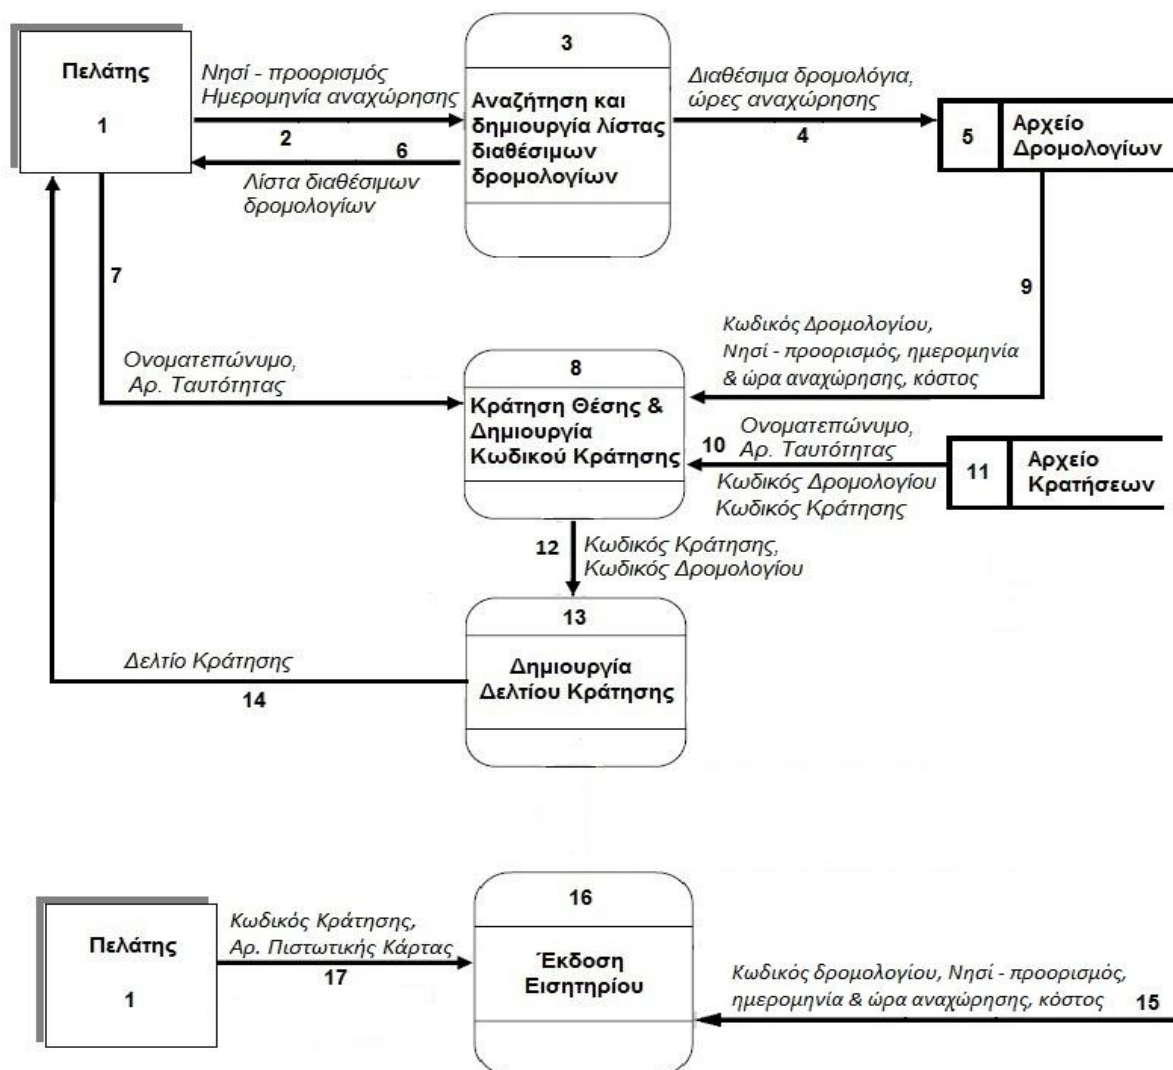 Πελάτης
1
Νησί - προορισμός
Ημερομηνία αναχώρησης
2
6
Λίστα διαθέσιμων
δρομολογίων
3
Αναζήτηση και
δημιουργία λίστας
διαθέσιμων
δρομολογίων
Διαθέσιμα δρομολόγια,
ώρες αναχώρησης
4
5
Αρχείο
Δρομολογίων
7
9
Ονοματεπώνυμο,
Αρ. Ταυτότητας
8
Κράτηση Θέσης &
Δημιουργία
Κωδικού Κράτησης
Κωδικός Δρομολογίου,
Νησί - προορισμός, ημερομηνία
& ώρα αναχώρησης, κόστος
Ονοματεπώνυμο,
10
Αρ. Ταυτότητας
Κωδικός Δρομολογίου
Κωδικός Κράτησης
11
Αρχείο
Κρατήσεων
12
Κωδικός Κράτησης,
Κωδικός Δρομολογίου
13
Δημιουργία
Δελτίου Κράτησης
Δελτίο Κράτησης
14
Πελάτης
1
Κωδικός Κράτησης,
Αρ. Πιστωτικής Κάρτας
17
16
Έκδοση
Εισητηρίου
Κωδικός δρομολογίου, Νησί - προορισμός,
ημερομηνία & ώρα αναχώρησης, κόστος
15